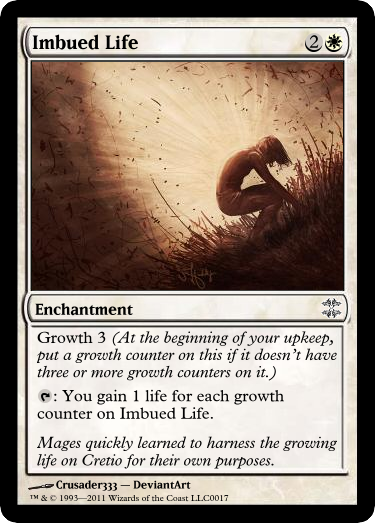 Imbued Life 2
Enchantment
Growth 3 (At the beginning of your upkeep,
put a growth counter on this if it doesn't have
three or more growth counters on it.)
: You gain 1 life for each growth
counter on Imbued Life.
Mages quickly learned to harness the growing
life on Cretio for their own purposes.
Crusader333 — DeviantArt
™ & © 1993—2011 Wizards of the Coast LLC0017